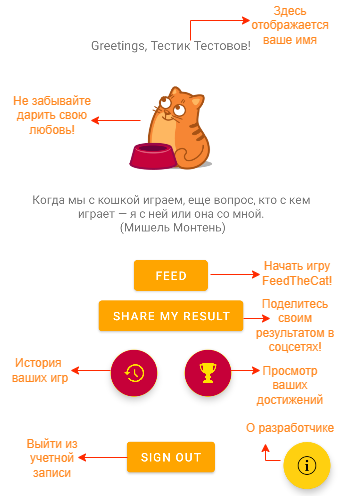 Здесь
отображается
ваше имя
Greetings, Тестик Тестовов!
Не забывайте
дарить свою
любовь!
Когда мы с кошкой играем, еще вопрос, кто с кем
играет — я с ней или она со мной.
(Мишель Монтень)
FEED
Начать игру
FeedTheCat!
SHARE MY RESULT
Поделитесь
своим
результатом в
соцсетях!
История
ваших игр
Просмотр
ваших
достижений
О разработчике
Выйти из
учетной
записи
SIGN OUT